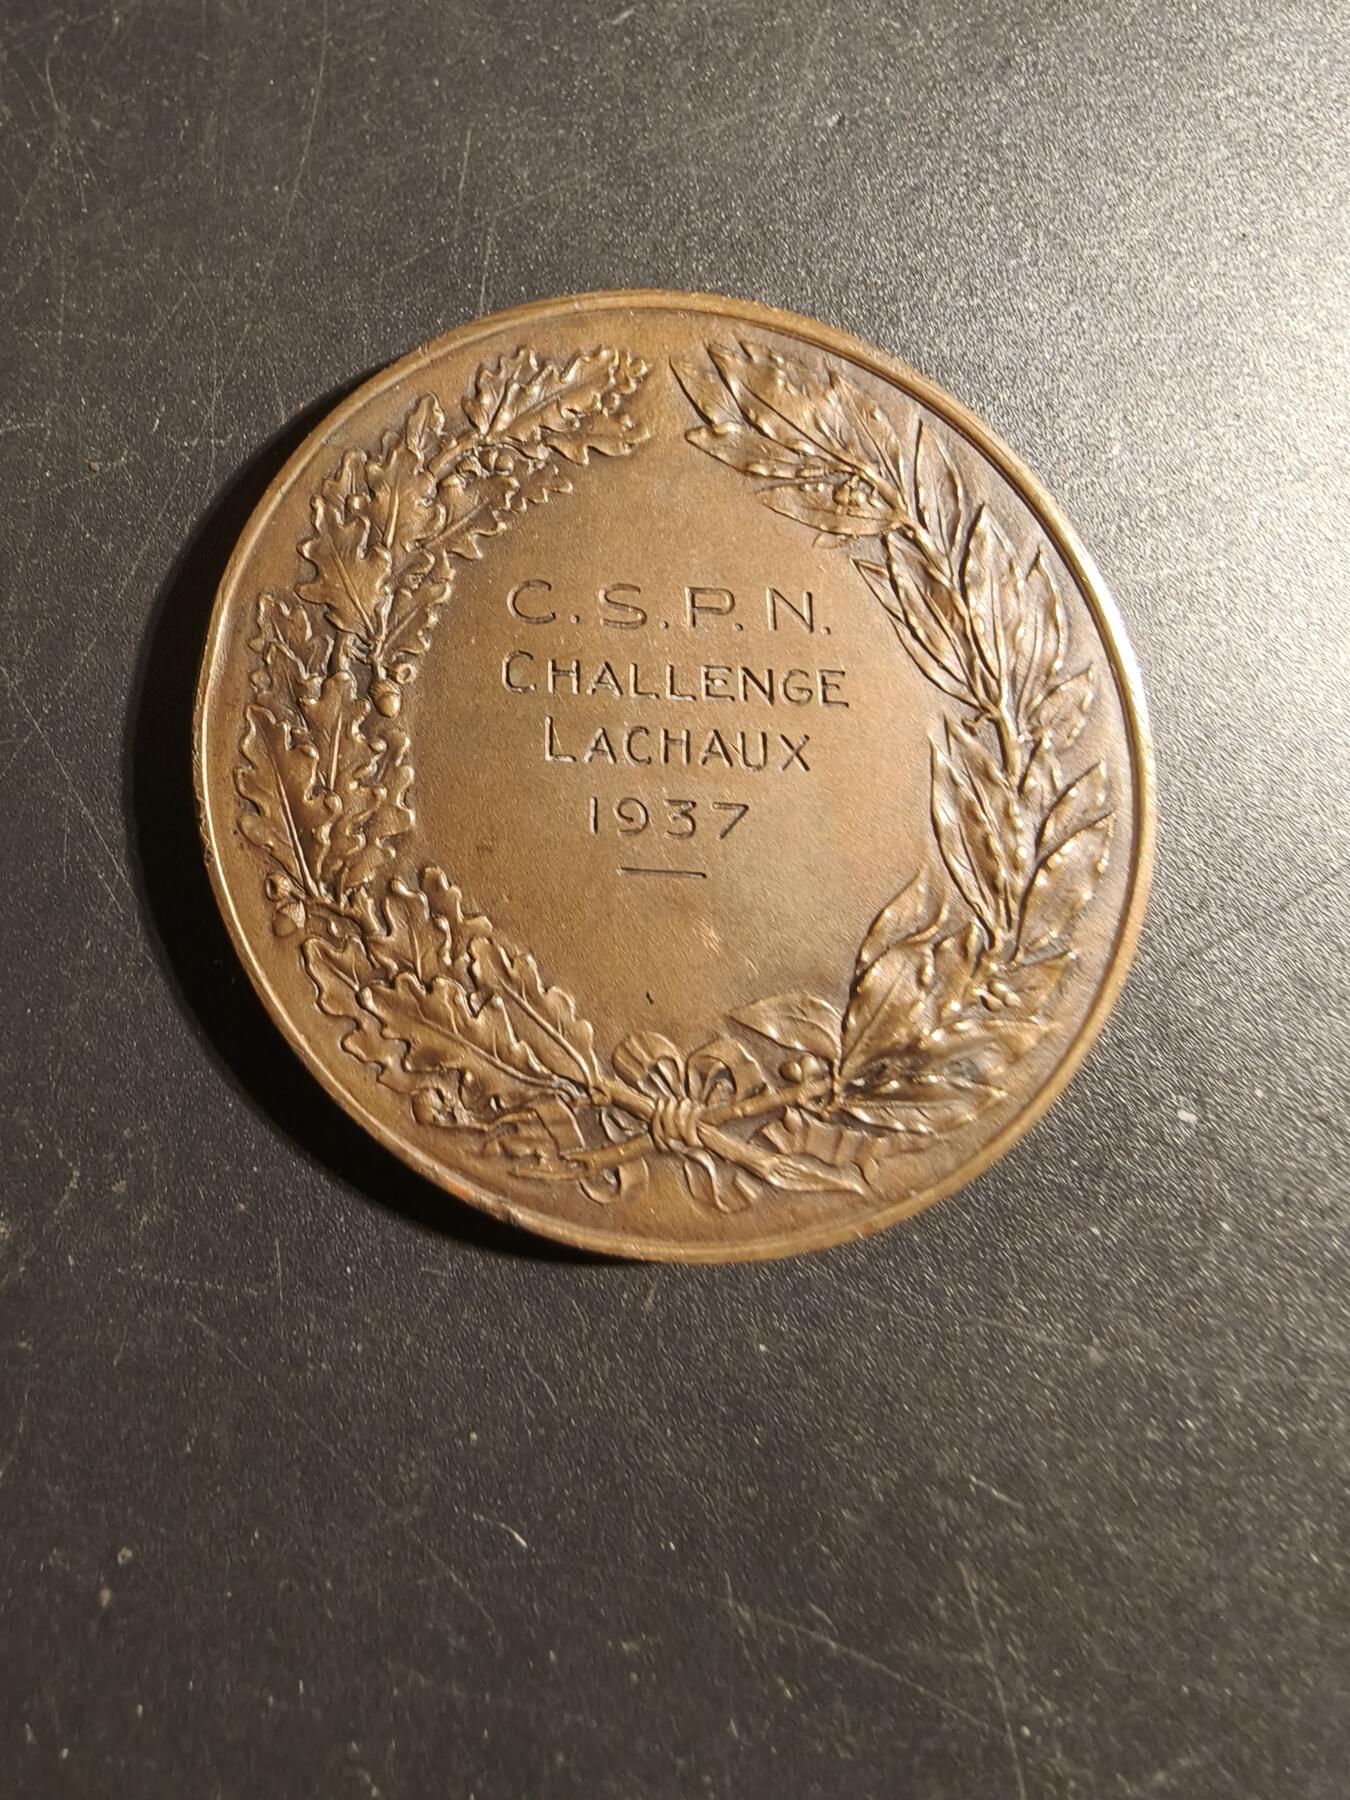 C.S.P.N.
CHALLENGE
LACHAUX
1937